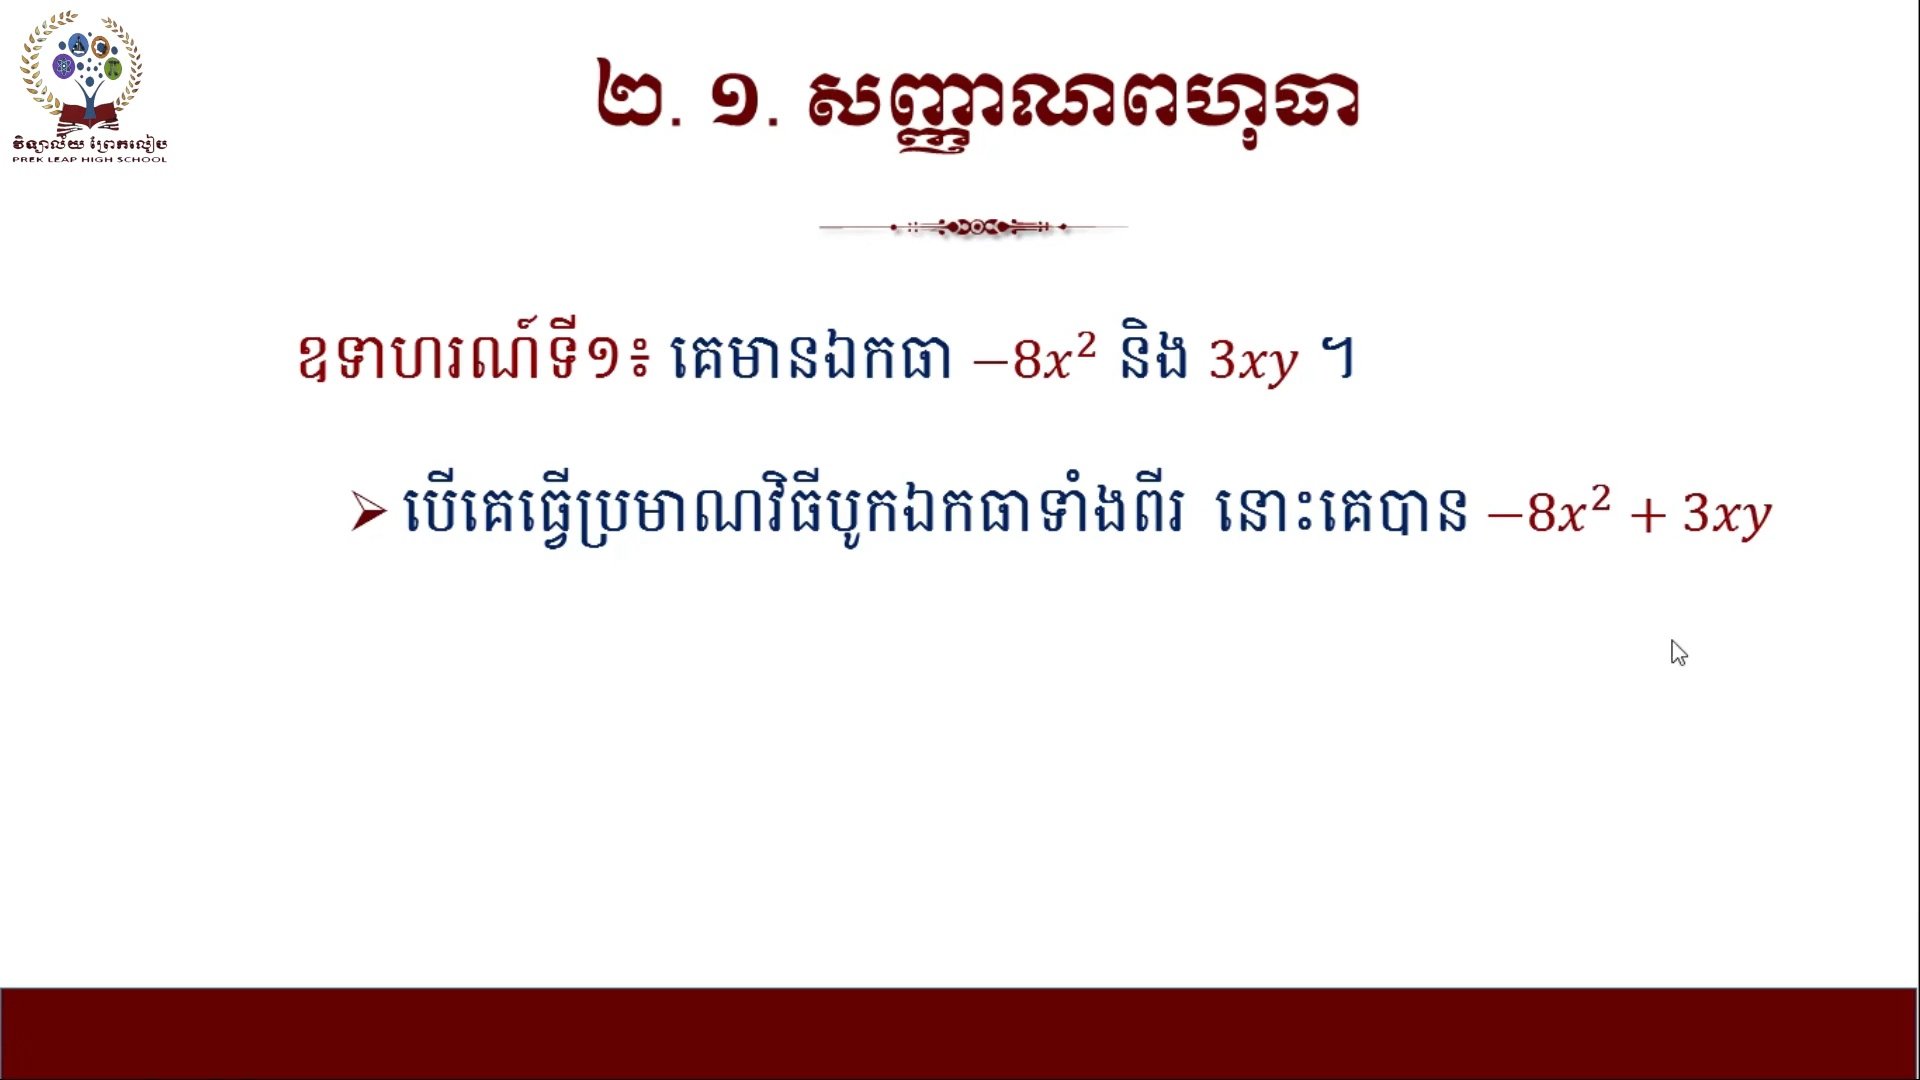 វិទ្យាល័យ ព្រែកលៀប
PREK LEAP HIGH SCHOOL
២. ១. សញ្ញាណពហុធា
ឧទាហរណ៍ទី១៖ គេមានឯកធា −8x² និង 3xy ។
➢ បើគេធ្វើប្រមាណវិធីបូកឯកធាទាំងពីរ នោះគេបាន −8x² + 3xy